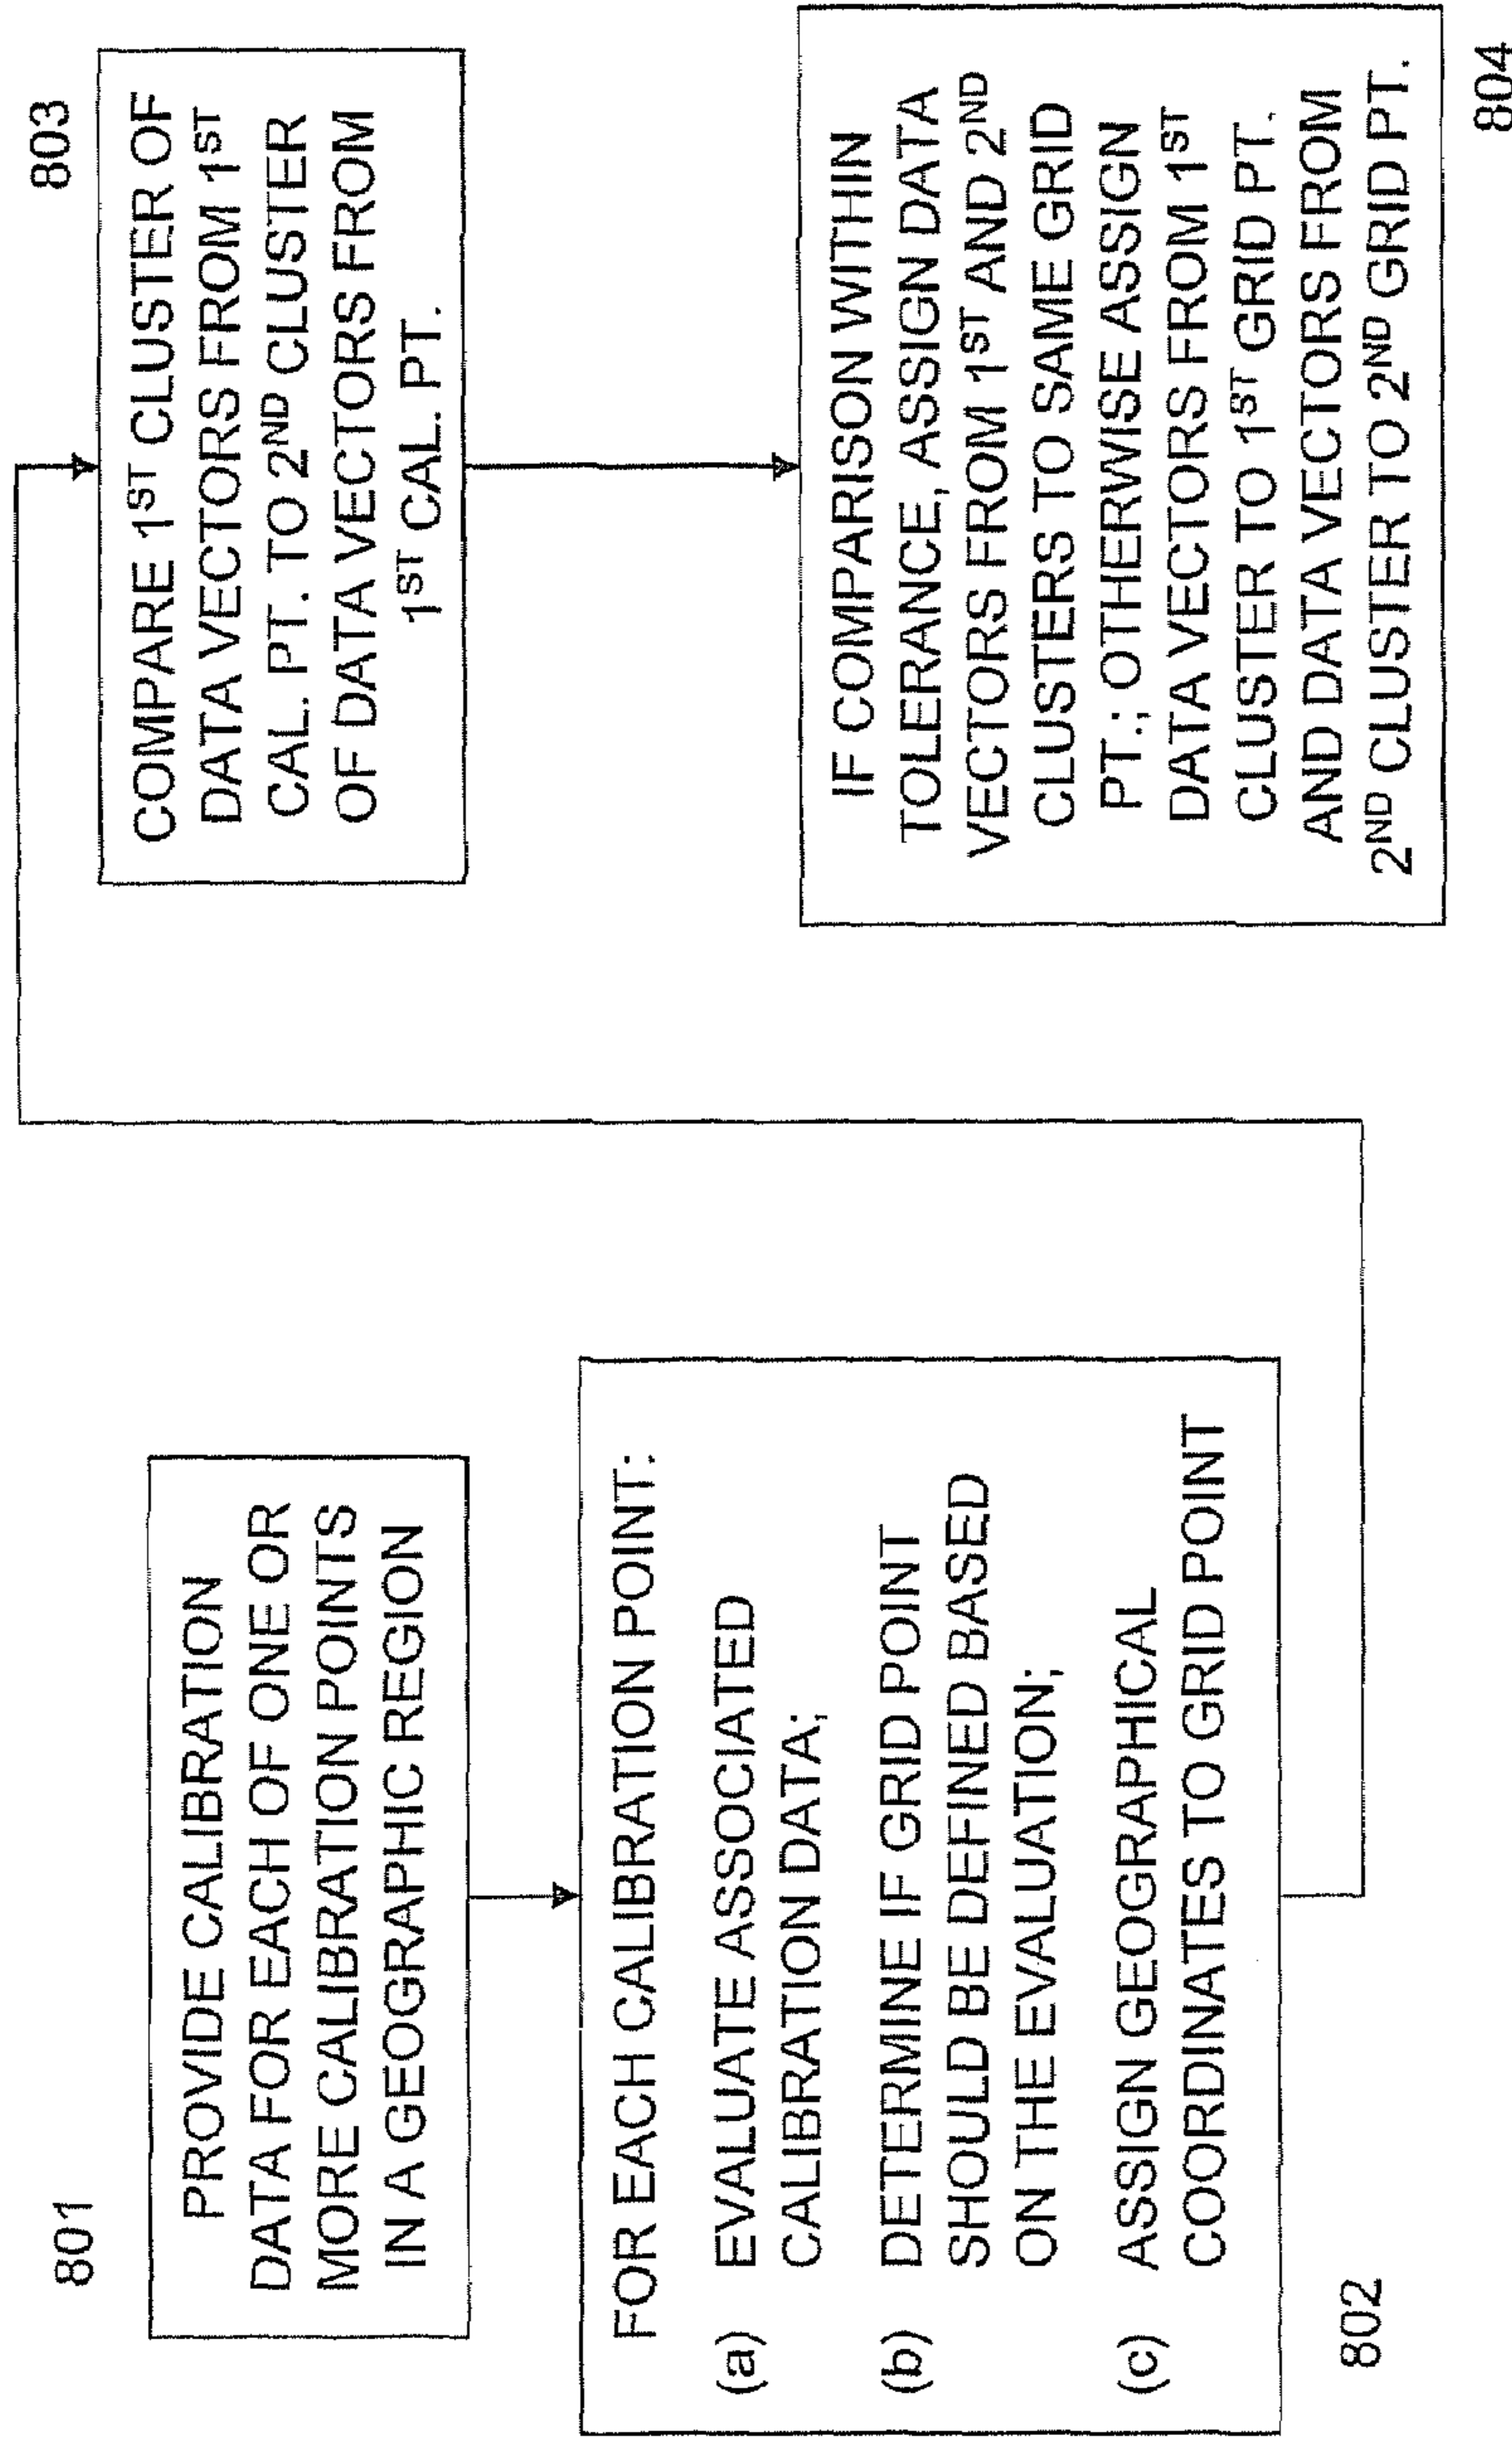 801
PROVIDE CALIBRATION
DATA FOR EACH OF ONE OR
MORE CALIBRATION POINTS
IN A GEOGRAPHIC REGION
FOR EACH CALIBRATION POINT:
(a) EVALUATE ASSOCIATED
CALIBRATION DATA;
(b) DETERMINE IF GRID POINT
SHOULD BE DEFINED BASED
ON THE EVALUATION;
(c) ASSIGN GEOGRAPHICAL
COORDINATES TO GRID POINT
802
803
COMPARE 1ST CLUSTER OF
DATA VECTORS FROM 1ST
CAL. PT. TO 2ND CLUSTER
OF DATA VECTORS FROM
1ST CAL. PT.
IF COMPARISON WITHIN
TOLERANCE, ASSIGN DATA
VECTORS FROM 1ST AND 2ND
CLUSTERS TO SAME GRID
PT.; OTHERWISE ASSIGN
DATA VECTORS FROM 1ST
CLUSTER TO 1ST GRID PT.
AND DATA VECTORS FROM
2ND CLUSTER TO 2ND GRID PT.
804